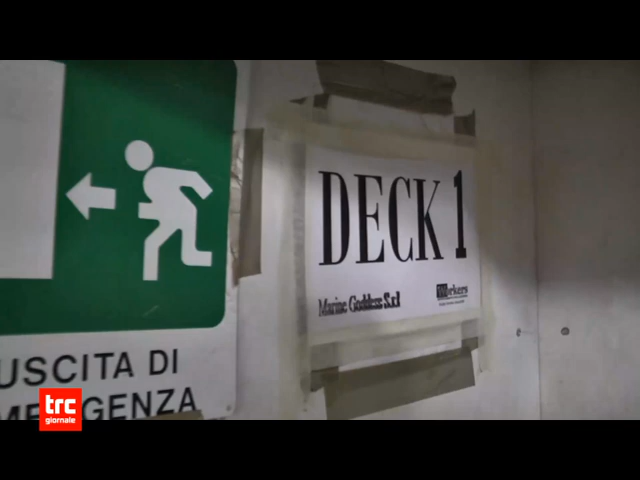 DECK 1
Marine Goddess S.r.l
Workers
USCITA DI
EMERGENZA
trc
giornale